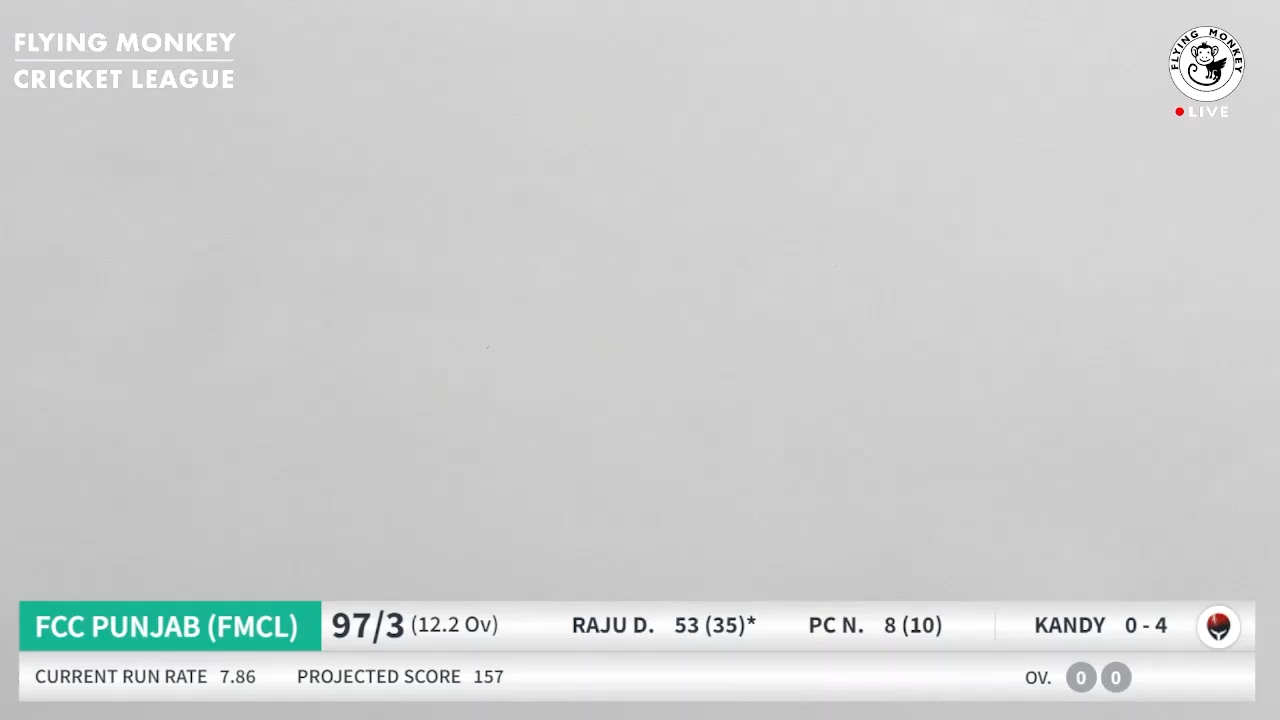 FLYING MONKEY
CRICKET LEAGUE
FLYING MONKEY
LIVE
FCC PUNJAB (FMCL) 97/3 (12.2 Ov) RAJU D. 53 (35)* PC N. 8 (10) KANDY 0 - 4
CURRENT RUN RATE 7.86 PROJECTED SCORE 157 OV. 0 0